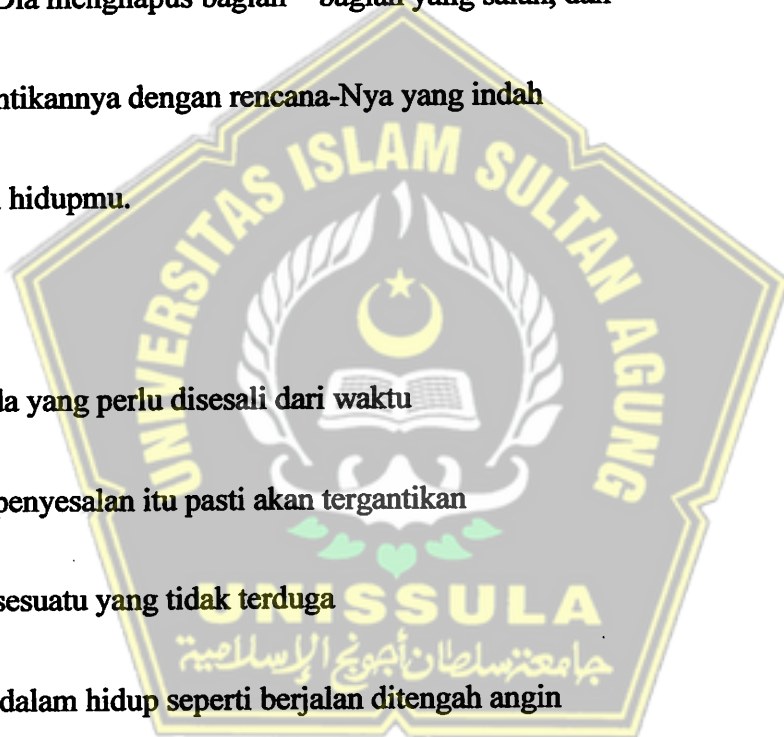 Dia menghapus bagian – bagian yang salah, dan
ntikannya dengan rencana-Nya yang indah
hidupmu.
UNIVERSITAS ISLAM SULTAN AGUNG
da yang perlu disesali dari waktu
penyesalan itu pasti akan tergantikan
sesuatu yang tidak terduga
UNISSULA
جامعة سلطان أجونج الإسلامية
dalam hidup seperti berjalan ditengah angin